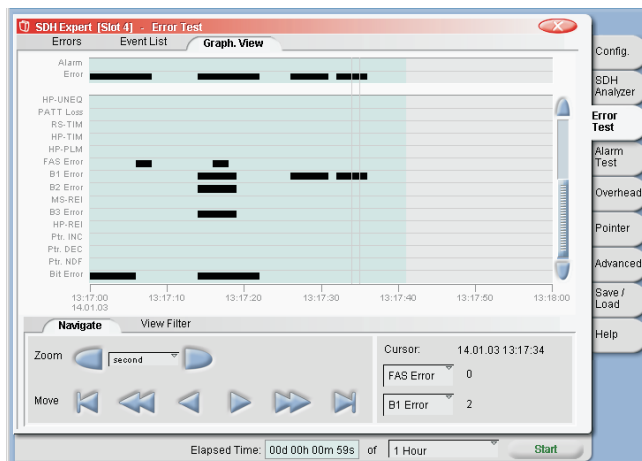 SDH Expert [Slot 4] - Error Test
Errors Event List Graph. View
Alarm
Error
HP-UNEQ
PATT Loss
RS-TIM
HP-TIM
HP-PLM
FAS Error
B1 Error
B2 Error
MS-REI
B3 Error
HP-REI
Ptr. INC
Ptr. DEC
Ptr. NDF
Bit Error
13:17:00 13:17:10 13:17:20 13:17:30 13:17:40 13:17:50 13:18:00
14.01.03
Navigate View Filter
Zoom second
Move
Cursor: 14.01.03 13:17:34
FAS Error 0
B1 Error 2
Elapsed Time: 00d 00h 00m 59s of 1 Hour Start
Config.
SDH
Analyzer
Error
Test
Alarm
Test
Overhead
Pointer
Advanced
Save /
Load
Help